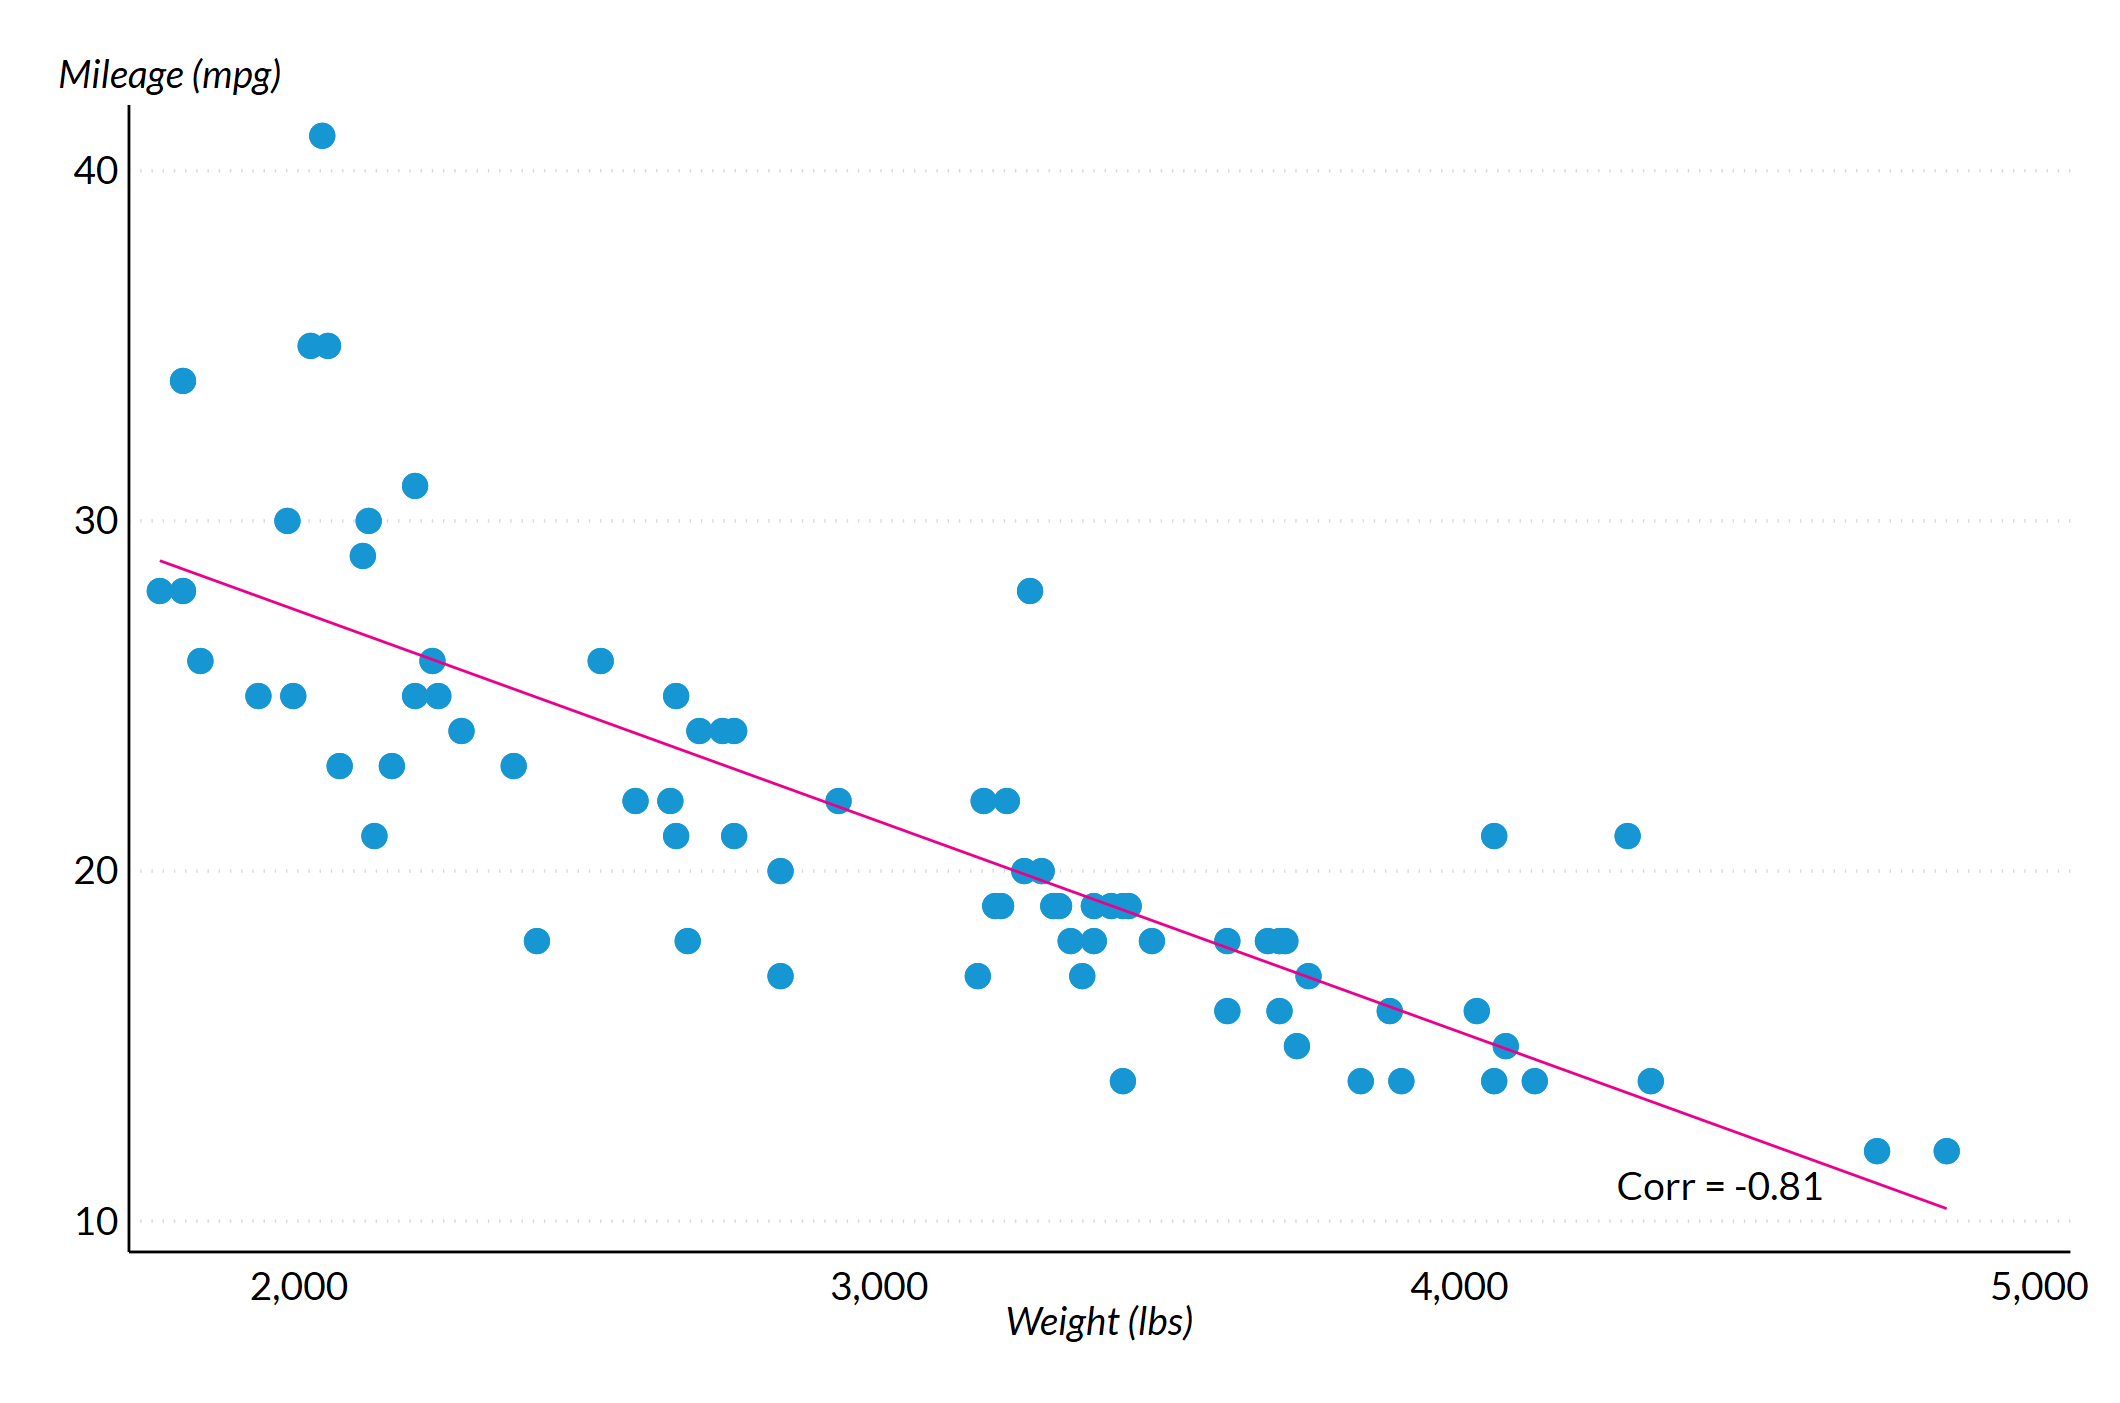 Mileage (mpg)
40
30
20
10
Corr = -0.81
2,000 3,000 4,000 5,000
Weight (lbs)